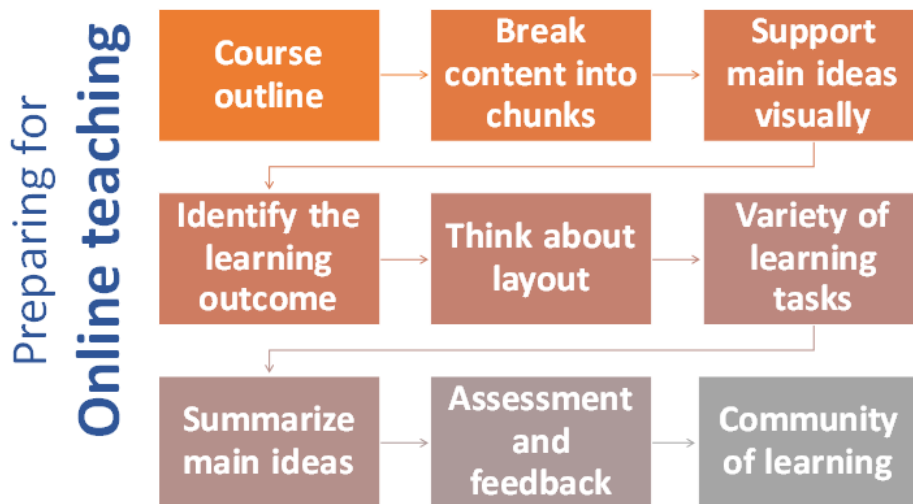 Preparing for
Online teaching
Course
outline
Break
content into
chunks
Support
main ideas
visually
Identify the
learning
outcome
Think about
layout
Variety of
learning
tasks
Summarize
main ideas
Assessment
and
feedback
Community
of learning